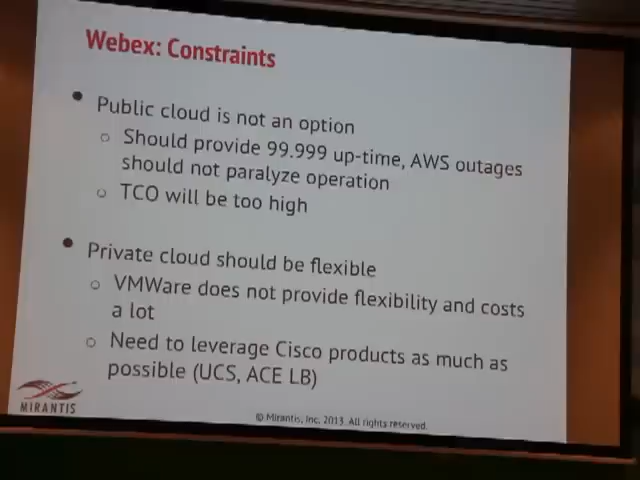 Webex: Constraints
Public cloud is not an option
Should provide 99.999 up-time, AWS outages
should not paralyze operation
TCO will be too high
Private cloud should be flexible
VMWare does not provide flexibility and costs
a lot
Need to leverage Cisco products as much as
possible (UCS, ACE LB)
MIRANTIS
© Mirantis, Inc. 2013. All rights reserved.